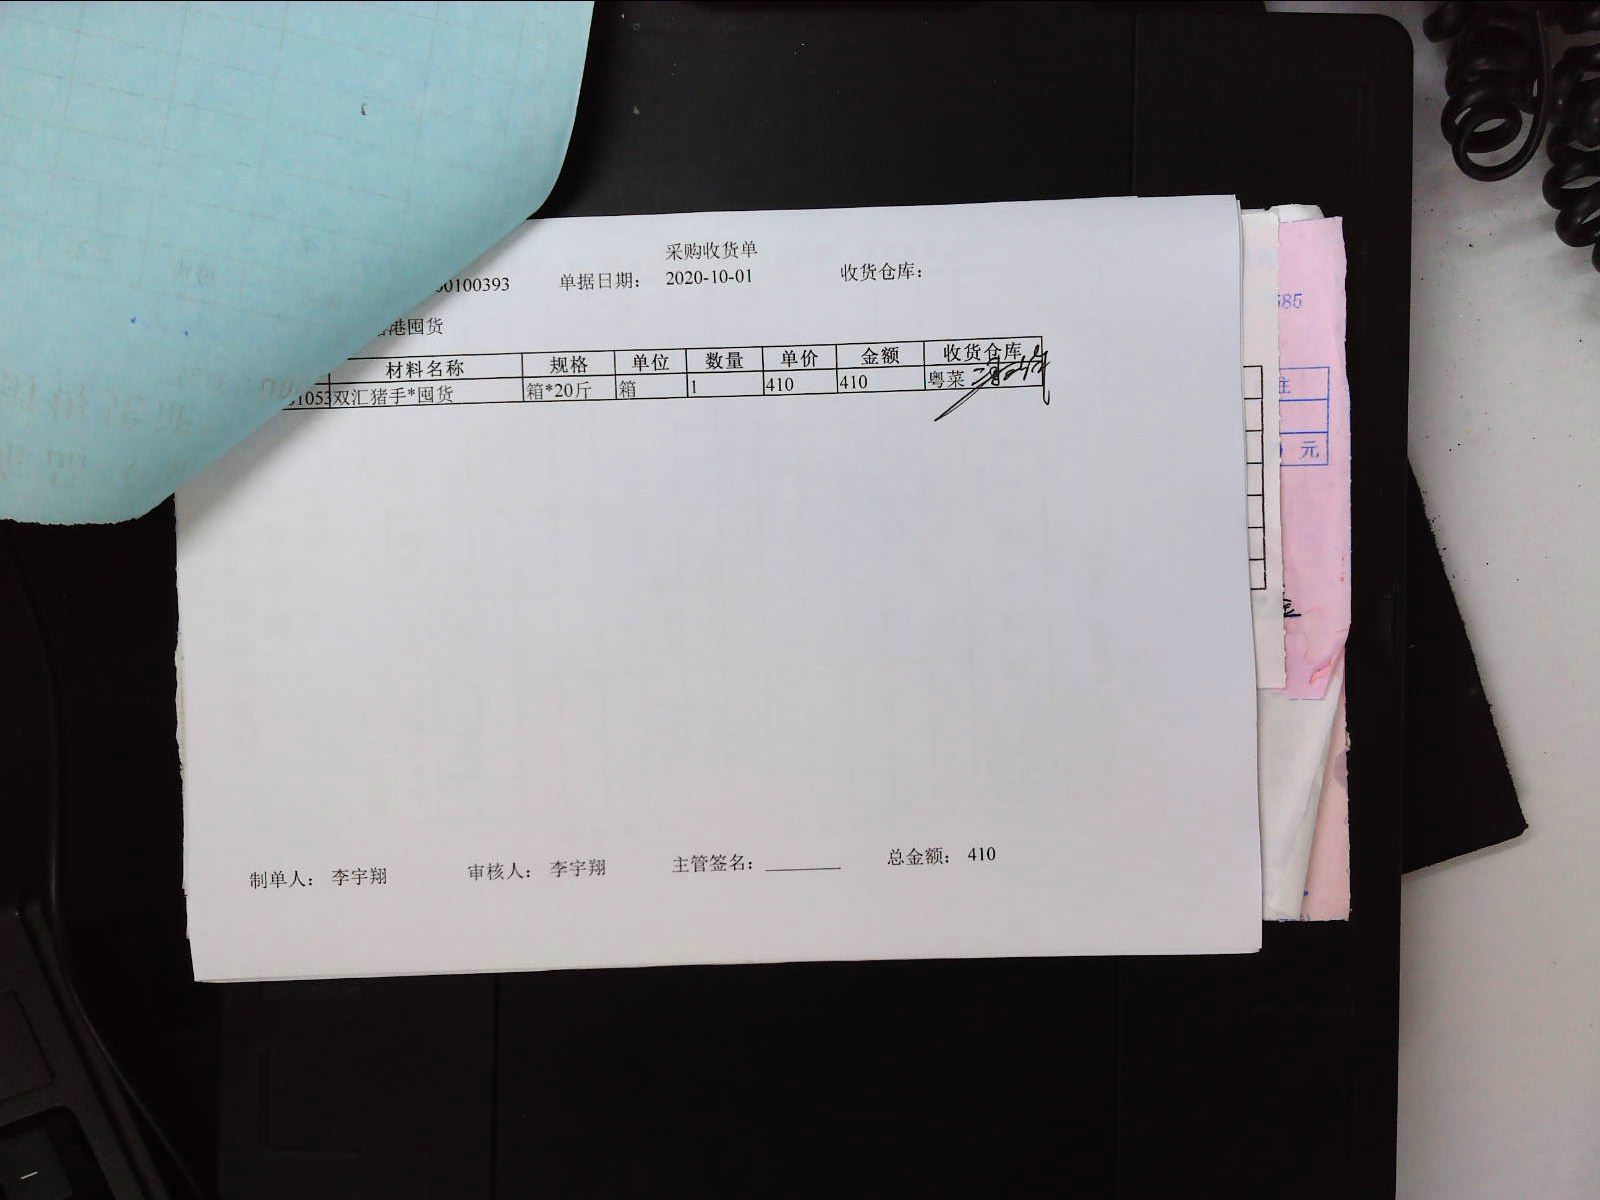 采购收货单
00100393 单据日期： 2020-10-01 收货仓库：
港囤货
材料名称 规格 单位 数量 单价 金额 收货仓库
1053 双汇猪手*囤货 箱*20斤 箱 1 410 410 粤菜
制单人： 李宇翔 审核人： 李宇翔 主管签名： 总金额： 410
585
元